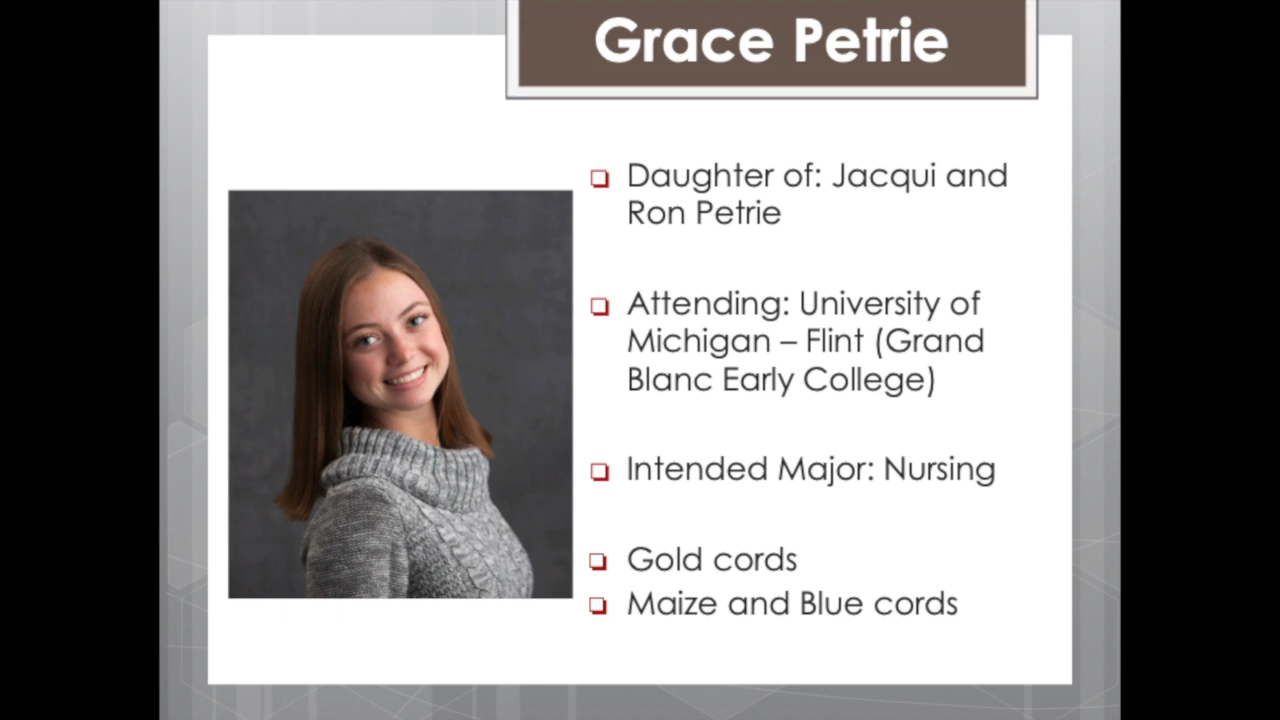 Grace Petrie
Daughter of: Jacqui and
Ron Petrie
Attending: University of
Michigan – Flint (Grand
Blanc Early College)
Intended Major: Nursing
Gold cords
Maize and Blue cords